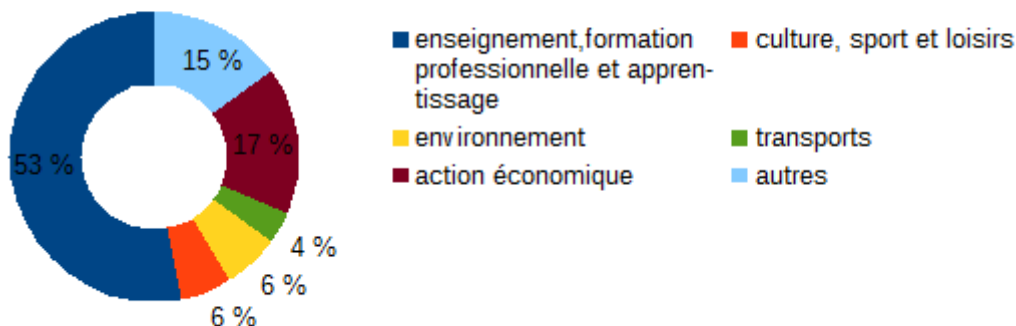 15 %
17 %
53 %
4 %
6 %
6 %
enseignement,formation
professionnelle et appren-
tissage
culture, sport et loisirs
environnement
transports
action économique
autres